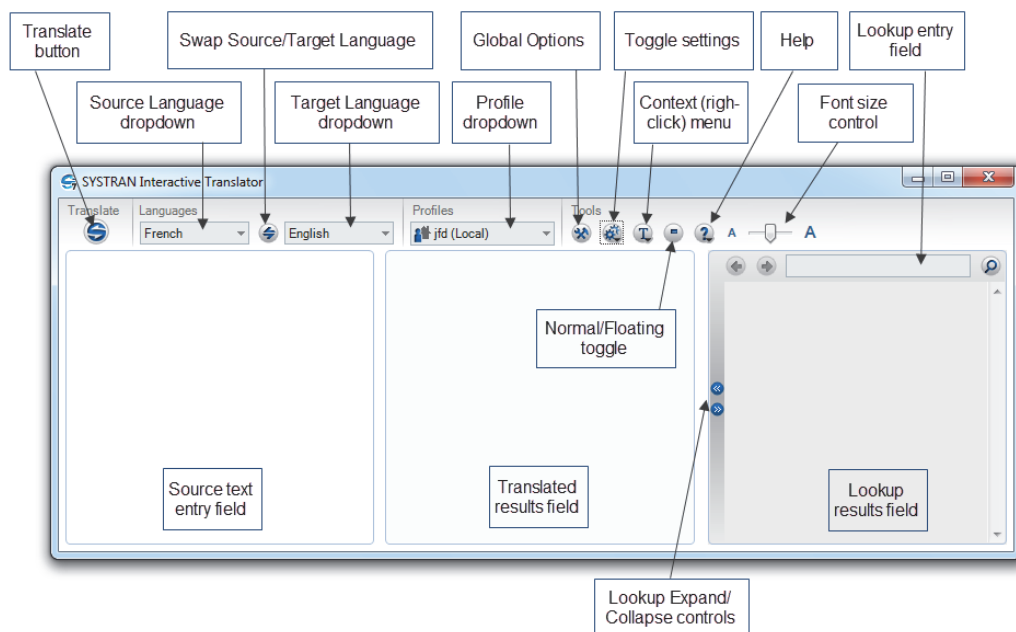 Translate
button
Swap Source/Target Language
Global Options
Toggle settings
Help
Lookup entry
field
Source Language
dropdown
Target Language
dropdown
Profile
dropdown
Context (righ-
click) menu
Font size
control
SYSTRAN Interactive Translator
Translate
Languages
Profiles
Tools
French
English
jfd (Local)
T
?
A
A
Normal/Floating
toggle
Source text
entry field
Translated
results field
Lookup
results field
Lookup Expand/
Collapse controls